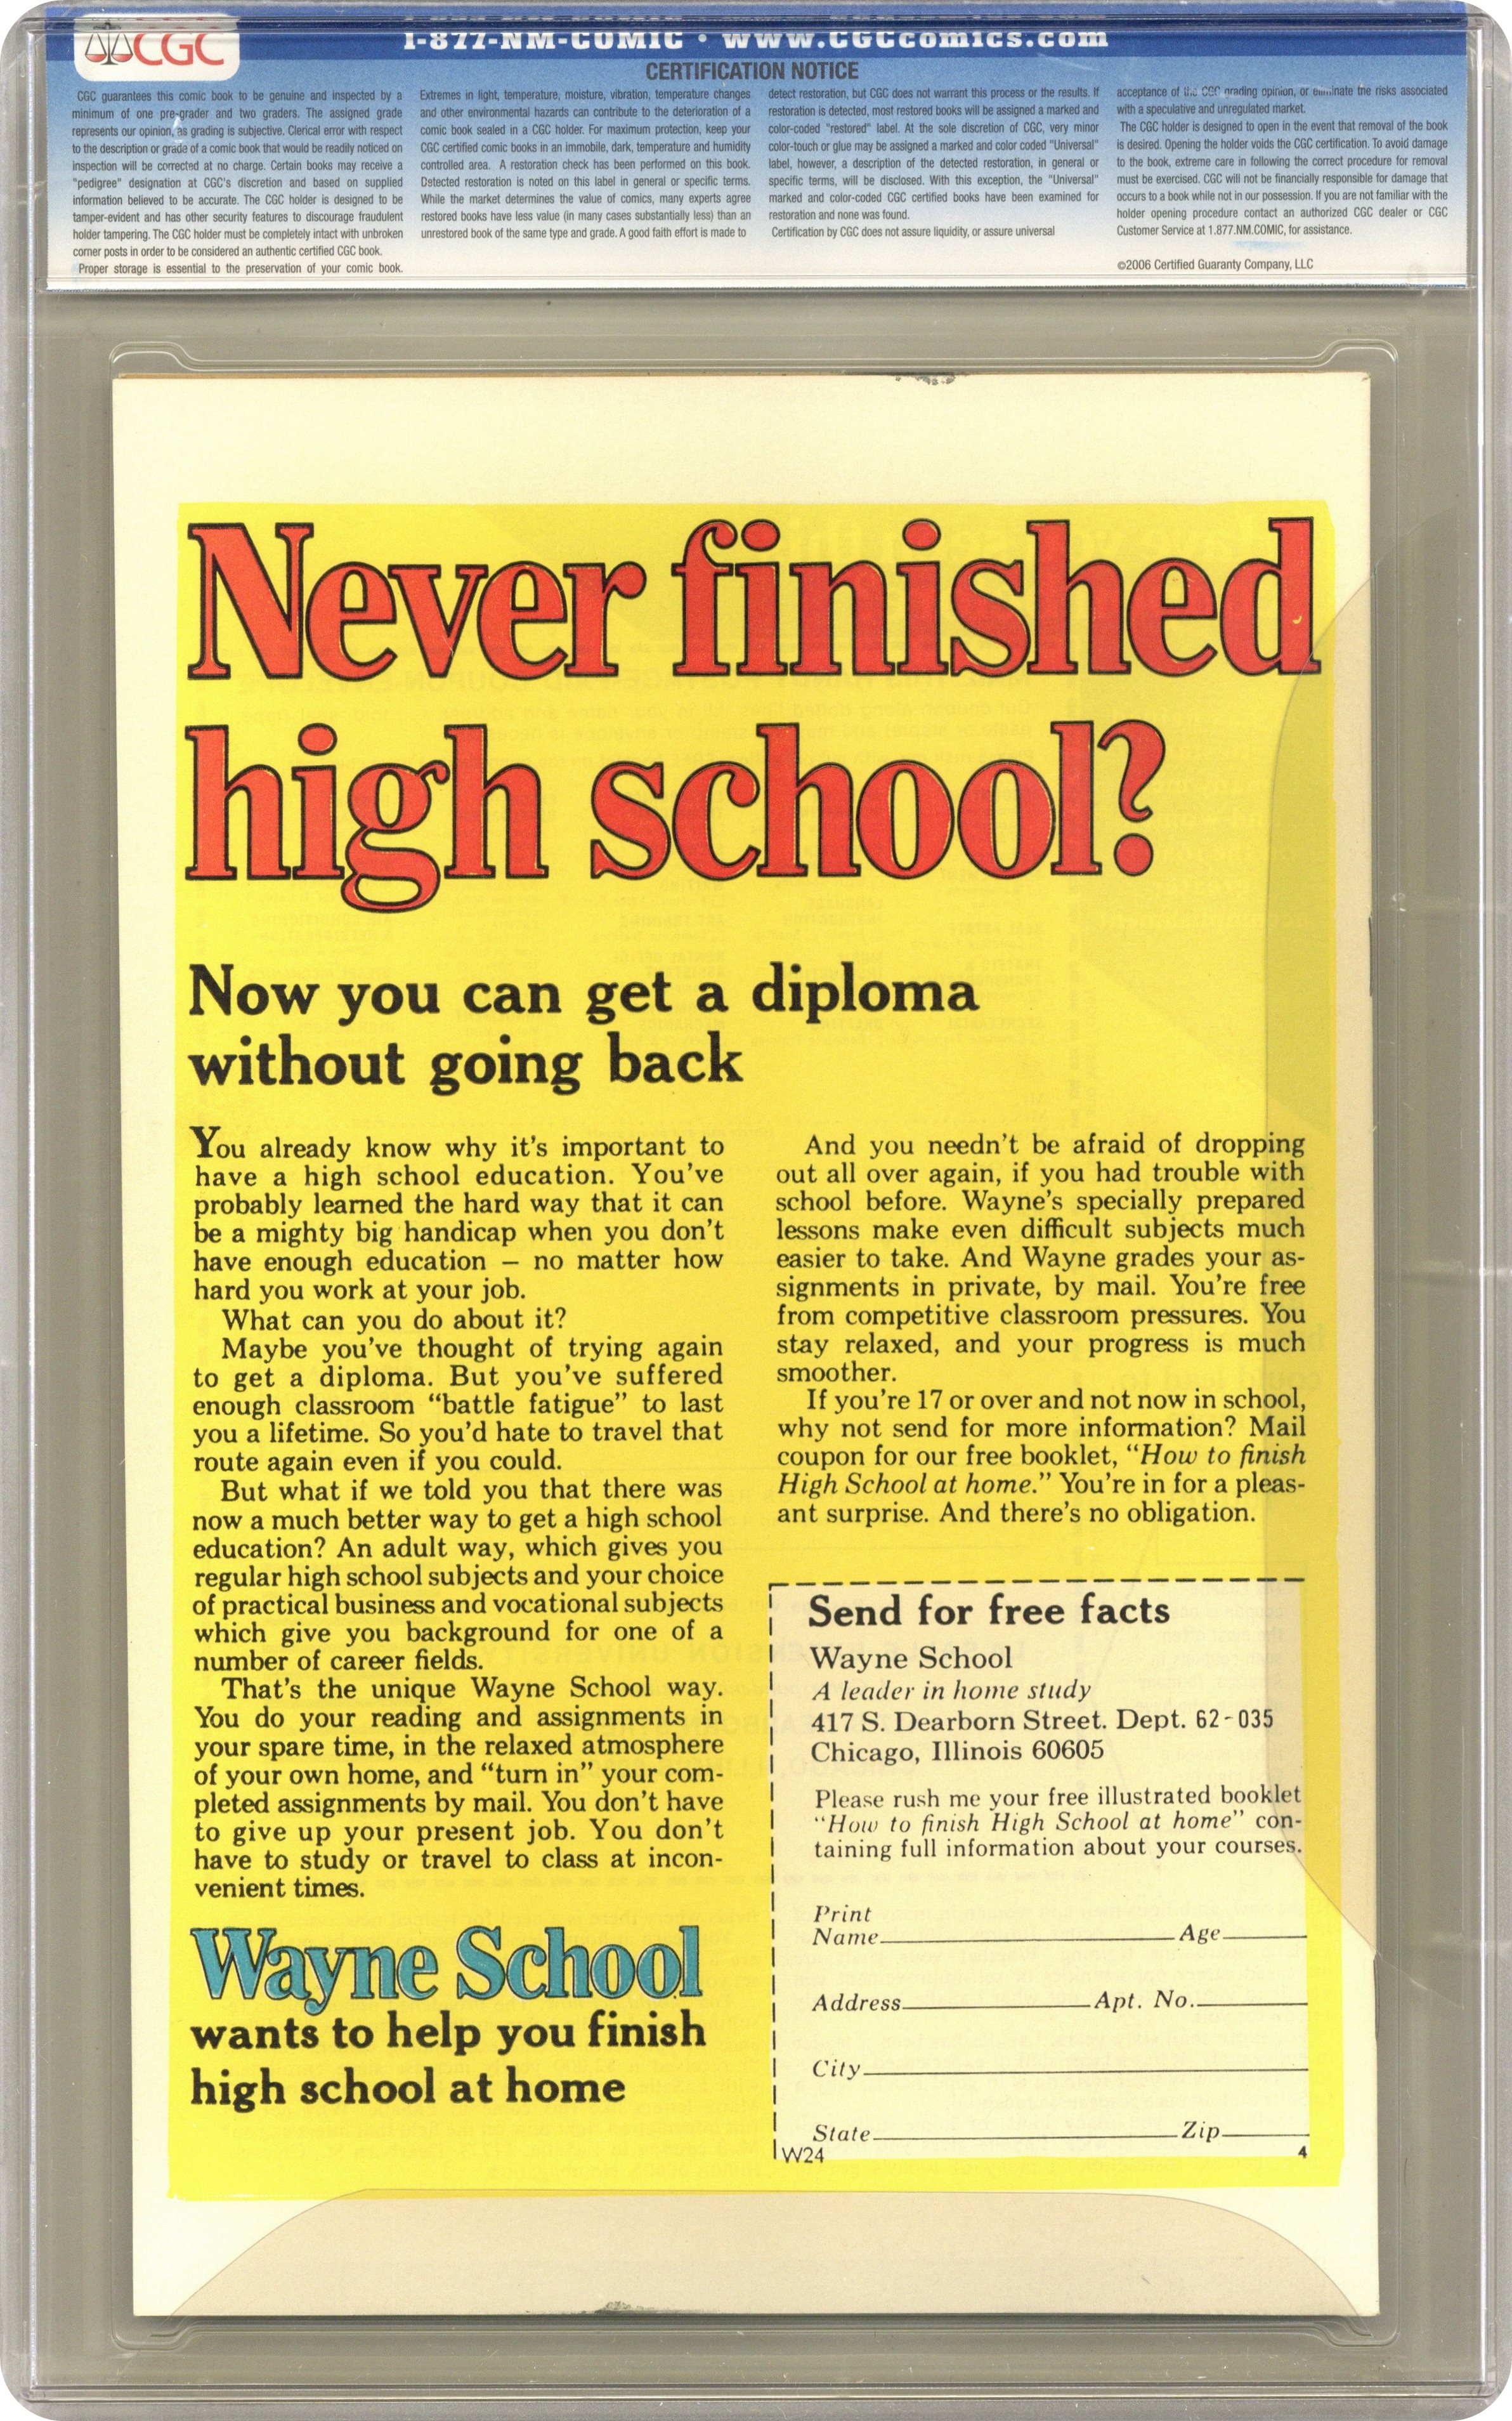 CGC
1-877-NM-COMIC • www.CGCcomics.com
CERTIFICATION NOTICE
CGC guarantees this comic book to be genuine and inspected by a
minimum of one pre-grader and two graders. The assigned grade
represents our opinion, as grading is subjective. Clerical error with respect
to the description or grade of a comic book that would be readily noticed on
inspection will be corrected at no charge. Certain books may receive a
"pedigree" designation at CGC's discretion and based on supplied
information believed to be accurate. The CGC holder is designed to be
tamper-evident and has other security features to discourage fraudulent
holder tampering. The CGC holder must be completely intact with unbroken
corner posts in order to be considered an authentic certified CGC book.
Proper storage is essential to the preservation of your comic book.
Extremes in light, temperature, moisture, vibration, temperature changes
and other environmental hazards can contribute to the deterioration of a
comic book sealed in a CGC holder. For maximum protection, keep your
CGC certified comic books in an immobile, dark, temperature and humidity
controlled area. A restoration check has been performed on this book.
Detected restoration is noted on this label in general or specific terms.
While the market determines the value of comics, many experts agree
restored books have less value (in many cases substantially less) than an
unrestored book of the same type and grade. A good faith effort is made to
detect restoration, but CGC does not warrant this process or the results. If
restoration is detected, most restored books will be assigned a marked and
color-coded "restored" label. At the sole discretion of CGC, very minor
color-touch or glue may be assigned a marked and color coded "Universal"
label, however, a description of the detected restoration, in general or
specific terms, will be disclosed. With this exception, the "Universal"
marked and color-coded CGC certified books have been examined for
restoration and none was found.
Certification by CGC does not assure liquidity, or assure universal
acceptance of the CGC grading opinion, or eliminate the risks associated
with a speculative and unregulated market.
The CGC holder is designed to open in the event that removal of the book
is desired. Opening the holder voids the CGC certification. To avoid damage
to the book, extreme care in following the correct procedure for removal
must be exercised. CGC will not be financially responsible for damage that
occurs to a book while not in our possession. If you are not familiar with the
holder opening procedure contact an authorized CGC dealer or CGC
Customer Service at 1.877.NM.COMIC, for assistance.
©2006 Certified Guaranty Company, LLC
Never finished
high school?
Now you can get a diploma
without going back
You already know why it's important to
have a high school education. You've
probably learned the hard way that it can
be a mighty big handicap when you don't
have enough education – no matter how
hard you work at your job.
What can you do about it?
Maybe you've thought of trying again
to get a diploma. But you've suffered
enough classroom “battle fatigue” to last
you a lifetime. So you'd hate to travel that
route again even if you could.
But what if we told you that there was
now a much better way to get a high school
education? An adult way, which gives you
regular high school subjects and your choice
of practical business and vocational subjects
which give you background for one of a
number of career fields.
That's the unique Wayne School way.
You do your reading and assignments in
your spare time, in the relaxed atmosphere
of your own home, and “turn in” your com-
pleted assignments by mail. You don't have
to give up your present job. You don't
have to study or travel to class at incon-
venient times.
Wayne School
wants to help you finish
high school at home
And you needn't be afraid of dropping
out all over again, if you had trouble with
school before. Wayne's specially prepared
lessons make even difficult subjects much
easier to take. And Wayne grades your as-
signments in private, by mail. You're free
from competitive classroom pressures. You
stay relaxed, and your progress is much
smoother.
If you're 17 or over and not now in school,
why not send for more information? Mail
coupon for our free booklet, “How to finish
High School at home.” You're in for a pleas-
ant surprise. And there's no obligation.
Send for free facts
Wayne School
A leader in home study
417 S. Dearborn Street. Dept. 62-035
Chicago, Illinois 60605
Please rush me your free illustrated booklet
“How to finish High School at home” con-
taining full information about your courses.
Print
Name Age
Address Apt. No.
City
State Zip
W24 4